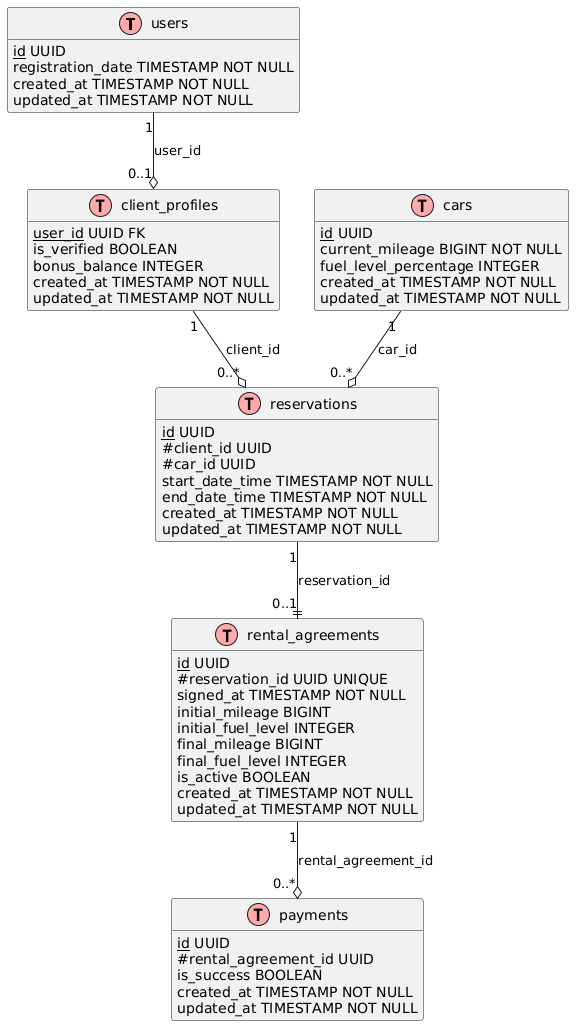 T users
id UUID
registration_date TIMESTAMP NOT NULL
created_at TIMESTAMP NOT NULL
updated_at TIMESTAMP NOT NULL
1
user_id
0..1
T client_profiles
user_id UUID FK
is_verified BOOLEAN
bonus_balance INTEGER
created_at TIMESTAMP NOT NULL
updated_at TIMESTAMP NOT NULL
T cars
id UUID
current_mileage BIGINT NOT NULL
fuel_level_percentage INTEGER
created_at TIMESTAMP NOT NULL
updated_at TIMESTAMP NOT NULL
1
client_id
0..*
1
car_id
0..*
T reservations
id UUID
#client_id UUID
#car_id UUID
start_date_time TIMESTAMP NOT NULL
end_date_time TIMESTAMP NOT NULL
created_at TIMESTAMP NOT NULL
updated_at TIMESTAMP NOT NULL
1
reservation_id
0..1
T rental_agreements
id UUID
#reservation_id UUID UNIQUE
signed_at TIMESTAMP NOT NULL
initial_mileage BIGINT
initial_fuel_level INTEGER
final_mileage BIGINT
final_fuel_level INTEGER
is_active BOOLEAN
created_at TIMESTAMP NOT NULL
updated_at TIMESTAMP NOT NULL
1
rental_agreement_id
0..*
T payments
id UUID
#rental_agreement_id UUID
is_success BOOLEAN
created_at TIMESTAMP NOT NULL
updated_at TIMESTAMP NOT NULL